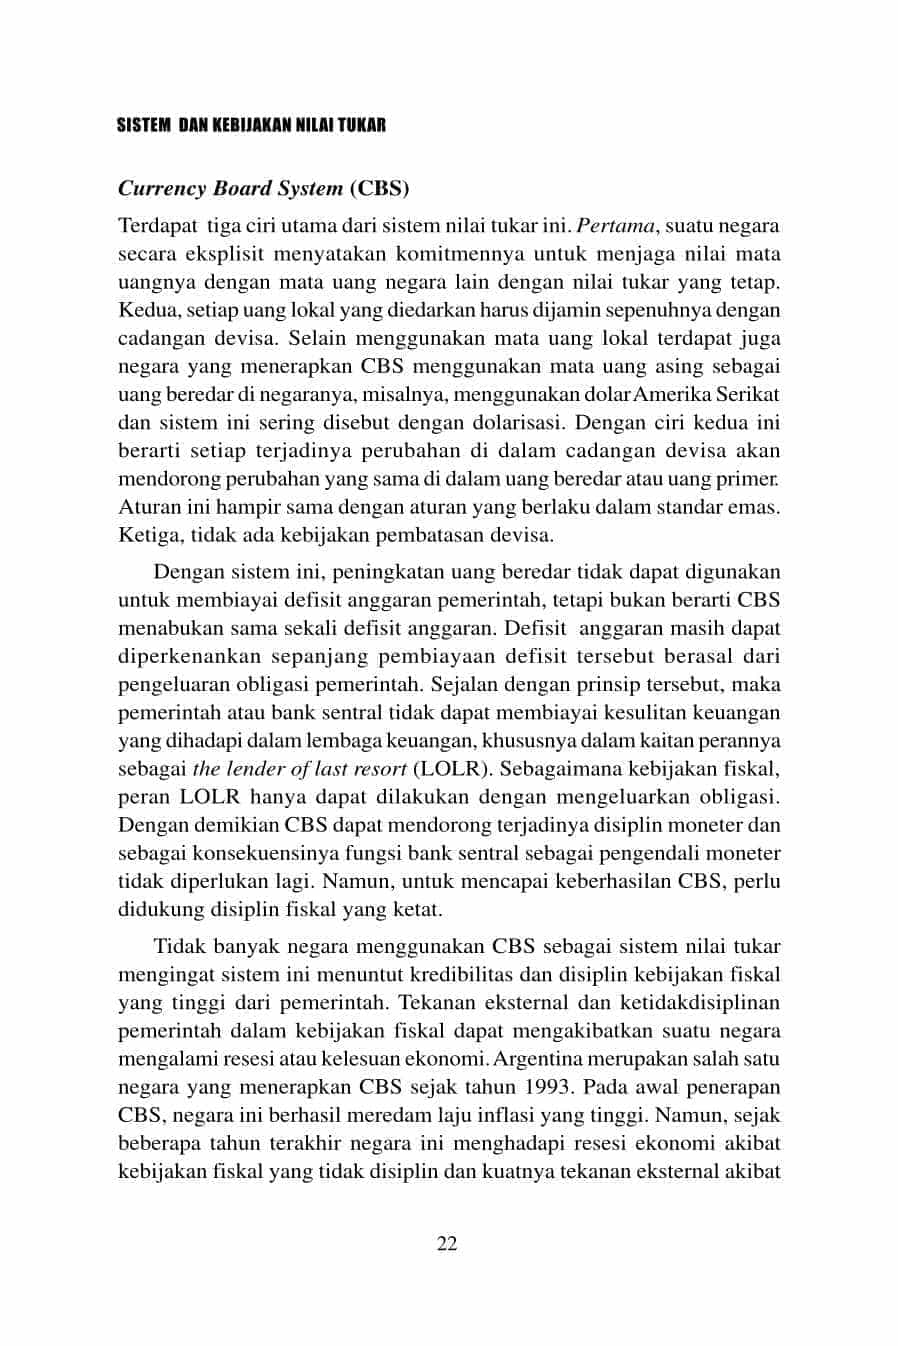 SISTEM DAN KEBIJAKAN NILAI TUKAR
Currency Board System (CBS)
Terdapat tiga ciri utama dari sistem nilai tukar ini. Pertama, suatu negara
secara eksplisit menyatakan komitmennya untuk menjaga nilai mata
uangnya dengan mata uang negara lain dengan nilai tukar yang tetap.
Kedua, setiap uang lokal yang diedarkan harus dijamin sepenuhnya dengan
cadangan devisa. Selain menggunakan mata uang lokal terdapat juga
negara yang menerapkan CBS menggunakan mata uang asing sebagai
uang beredar di negaranya, misalnya, menggunakan dolar Amerika Serikat
dan sistem ini sering disebut dengan dolarisasi. Dengan ciri kedua ini
berarti setiap terjadinya perubahan di dalam cadangan devisa akan
mendorong perubahan yang sama di dalam uang beredar atau uang primer.
Aturan ini hampir sama dengan aturan yang berlaku dalam standar emas.
Ketiga, tidak ada kebijakan pembatasan devisa.
Dengan sistem ini, peningkatan uang beredar tidak dapat digunakan
untuk membiayai defisit anggaran pemerintah, tetapi bukan berarti CBS
menabukan sama sekali defisit anggaran. Defisit anggaran masih dapat
diperkenankan sepanjang pembiayaan defisit tersebut berasal dari
pengeluaran obligasi pemerintah. Sejalan dengan prinsip tersebut, maka
pemerintah atau bank sentral tidak dapat membiayai kesulitan keuangan
yang dihadapi dalam lembaga keuangan, khususnya dalam kaitan perannya
sebagai the lender of last resort (LOLR). Sebagaimana kebijakan fiskal,
peran LOLR hanya dapat dilakukan dengan mengeluarkan obligasi.
Dengan demikian CBS dapat mendorong terjadinya disiplin moneter dan
sebagai konsekuensinya fungsi bank sentral sebagai pengendali moneter
tidak diperlukan lagi. Namun, untuk mencapai keberhasilan CBS, perlu
didukung disiplin fiskal yang ketat.
Tidak banyak negara menggunakan CBS sebagai sistem nilai tukar
mengingat sistem ini menuntut kredibilitas dan disiplin kebijakan fiskal
yang tinggi dari pemerintah. Tekanan eksternal dan ketidakdisiplinan
pemerintah dalam kebijakan fiskal dapat mengakibatkan suatu negara
mengalami resesi atau kelesuan ekonomi. Argentina merupakan salah satu
negara yang menerapkan CBS sejak tahun 1993. Pada awal penerapan
CBS, negara ini berhasil meredam laju inflasi yang tinggi. Namun, sejak
beberapa tahun terakhir negara ini menghadapi resesi ekonomi akibat
kebijakan fiskal yang tidak disiplin dan kuatnya tekanan eksternal akibat
22